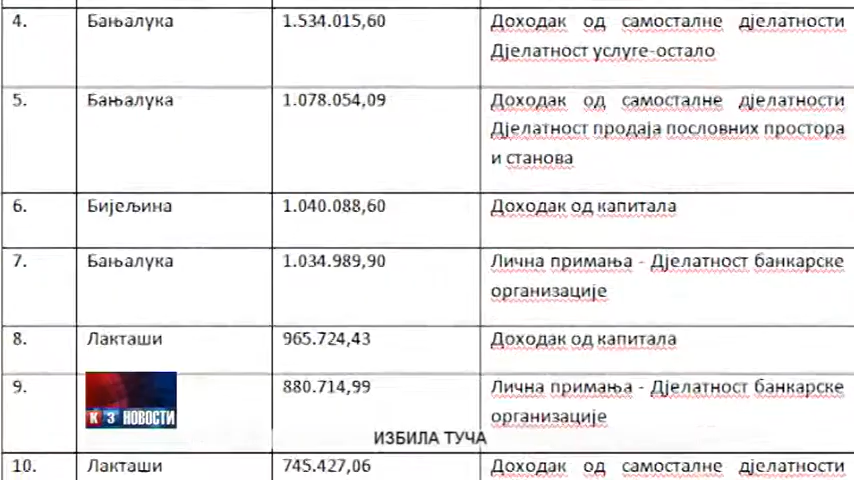 4. Бањалука 1.534.015,60 Доходак од самосталне дјелатности
Дјелатност услуге-остало
5. Бањалука 1.078.054,09 Доходак од самосталне дјелатности
Дјелатност продаја пословних простора
и станова
6. Бијељина 1.040.088,60 Доходак од капитала
7. Бањалука 1.034.989,90 Лична примања - Дјелатност банкарске
организације
8. Лакташи 965.724,43 Доходак од капитала
9. 880.714,99 Лична примања - Дјелатност банкарске
организације
К 3 НОВОСТИ
ИЗБИЛА ТУЧА
10. Лакташи 745.427,06 Доходак од самосталне дјелатности